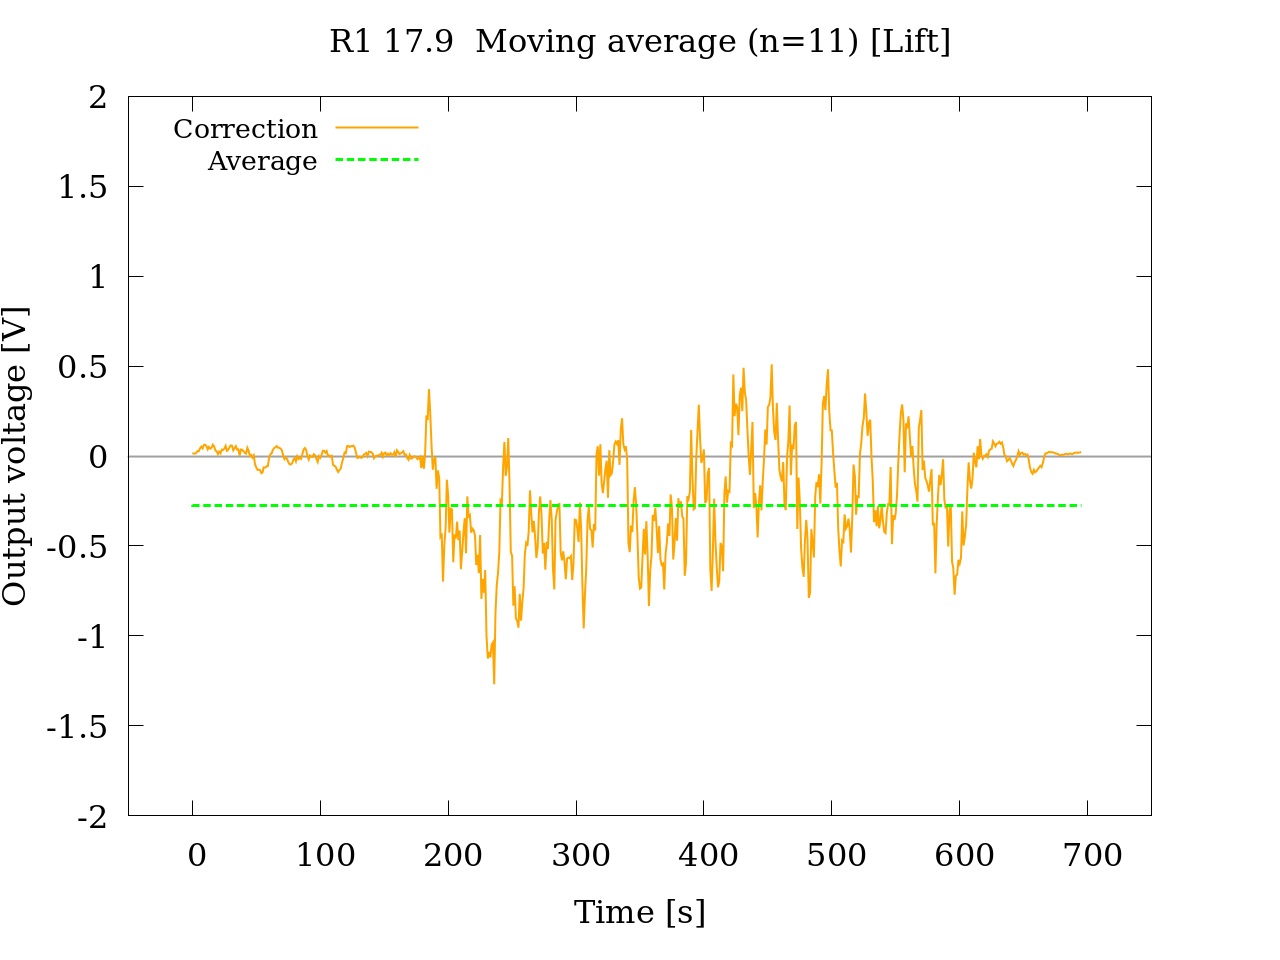 R1 17.9  Moving average (n=11) [Lift]
Correction
Average
2
1.5
1
0.5
0
-0.5
-1
-1.5
-2
Output voltage [V]
0 100 200 300 400 500 600 700
Time [s]